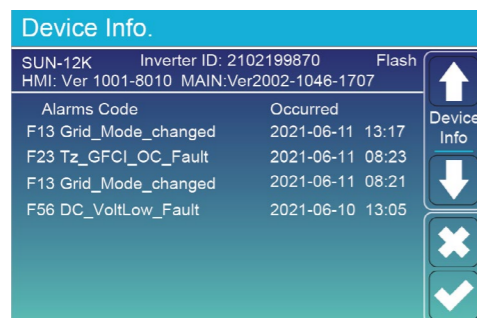 Device Info.
SUN-12K Inverter ID: 2102199870 Flash
HMI: Ver 1001-8010 MAIN:Ver2002-1046-1707
Alarms Code Occurred
F13 Grid_Mode_changed 2021-06-11 13:17
F23 Tz_GFCI_OC_Fault 2021-06-11 08:23
F13 Grid_Mode_changed 2021-06-11 08:21
F56 DC_VoltLow_Fault 2021-06-10 13:05
Device
Info